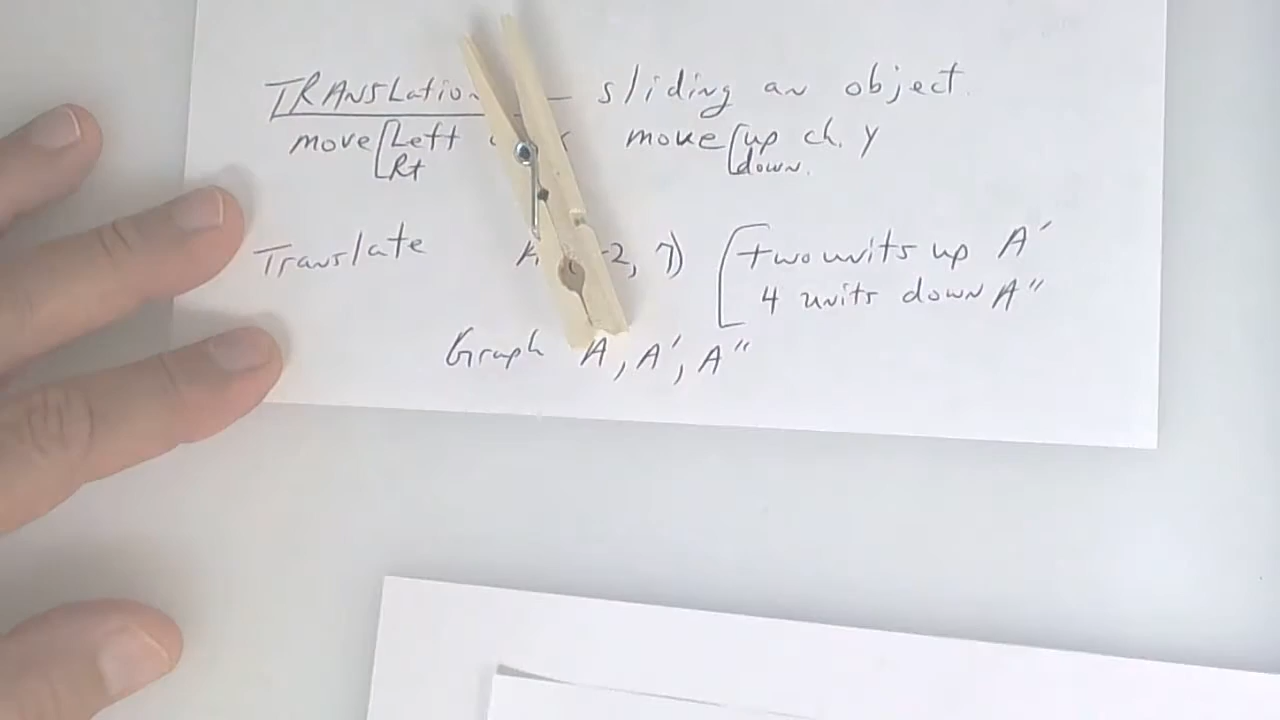 TRANSLation — sliding an object.
move Left move up ch. y
Rt down.
Translate -2, 7) two units up A'
4 units down A"
Graph A, A', A"